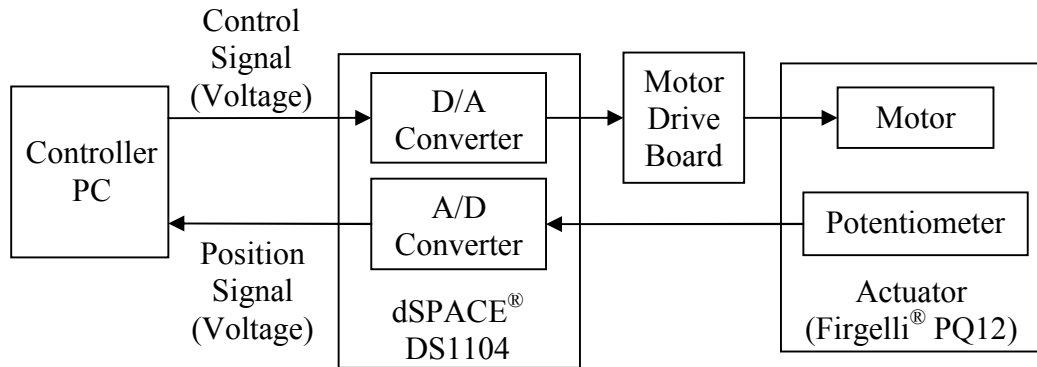 Control
Signal
(Voltage)
D/A
Converter
Motor
Drive
Board
Motor
Controller
PC
A/D
Converter
Potentiometer
Position
Signal
(Voltage)
dSPACE®
DS1104
Actuator
(Firgelli® PQ12)